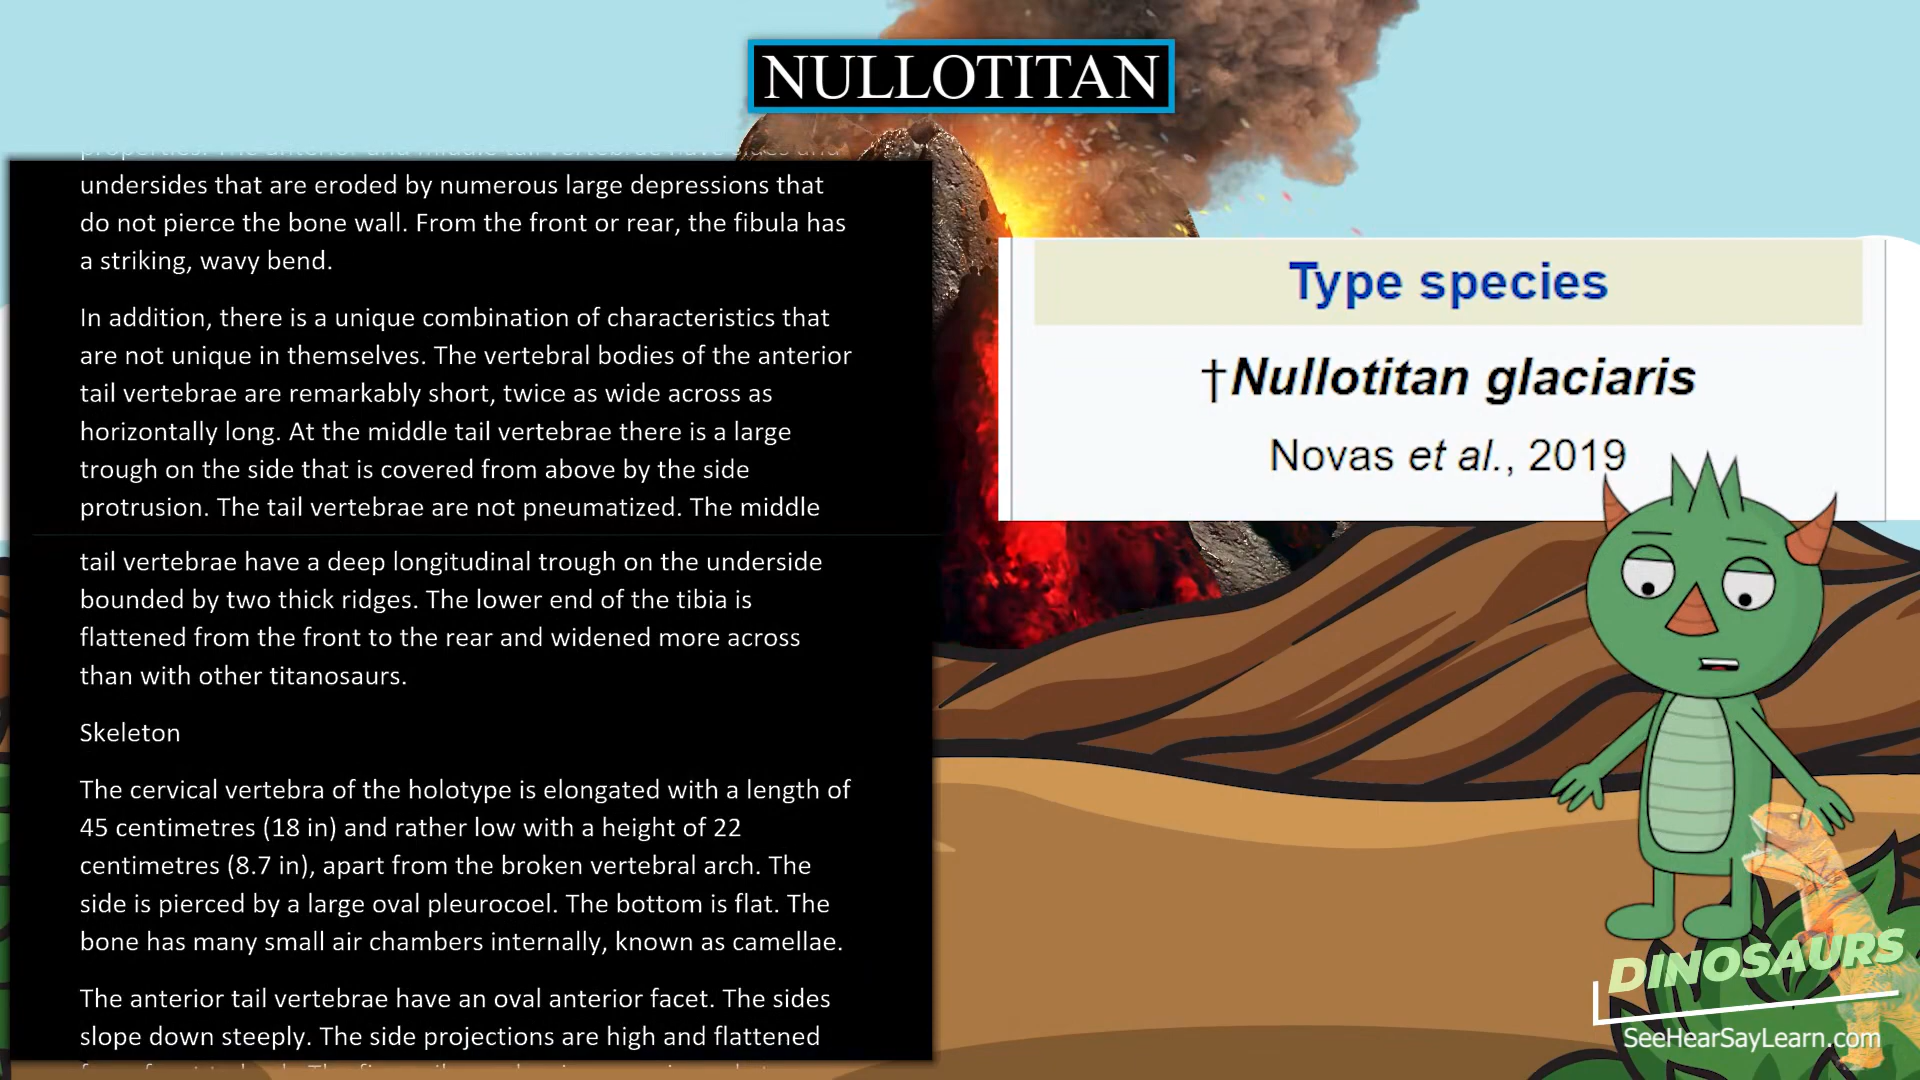 NULLOTITAN
undersides that are eroded by numerous large depressions that
do not pierce the bone wall. From the front or rear, the fibula has
a striking, wavy bend.
In addition, there is a unique combination of characteristics that
are not unique in themselves. The vertebral bodies of the anterior
tail vertebrae are remarkably short, twice as wide across as
horizontally long. At the middle tail vertebrae there is a large
trough on the side that is covered from above by the side
protrusion. The tail vertebrae are not pneumatized. The middle
tail vertebrae have a deep longitudinal trough on the underside
bounded by two thick ridges. The lower end of the tibia is
flattened from the front to the rear and widened more across
than with other titanosaurs.
Skeleton
The cervical vertebra of the holotype is elongated with a length of
45 centimetres (18 in) and rather low with a height of 22
centimetres (8.7 in), apart from the broken vertebral arch. The
side is pierced by a large oval pleurocoel. The bottom is flat. The
bone has many small air chambers internally, known as camellae.
The anterior tail vertebrae have an oval anterior facet. The sides
slope down steeply. The side projections are high and flattened
Type species
†Nullotitan glaciaris
Novas et al., 2019
DINOSAURS
SeeHearSayLearn.com